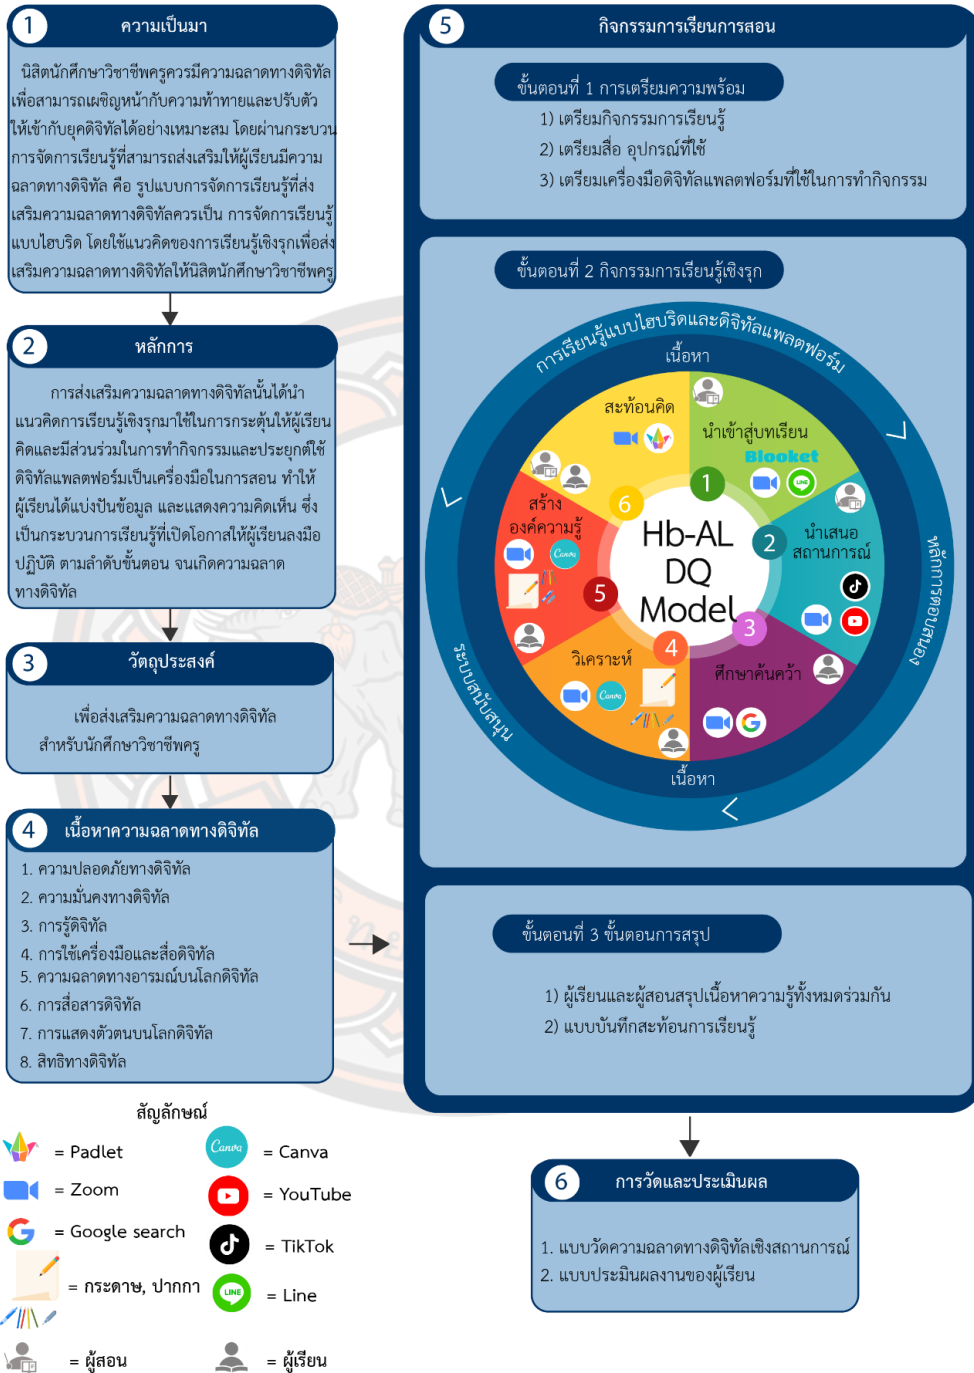 1
ความเป็นมา
นิสิตนักศึกษาวิชาชีพครูควรมีความฉลาดทางดิจิทัล
เพื่อสามารถเผชิญหน้ากับความท้าทายและปรับตัว
ให้เข้ากับยุคดิจิทัลได้อย่างเหมาะสม โดยผ่านกระบวน
การจัดการเรียนรู้ที่สามารถส่งเสริมให้ผู้เรียนมีความ
ฉลาดทางดิจิทัล คือ รูปแบบการจัดการเรียนรู้ที่ส่ง
เสริมความฉลาดทางดิจิทัลควรเป็น การจัดการเรียนรู้
แบบไฮบริด โดยใช้แนวคิดของการเรียนรู้เชิงรุกเพื่อส่ง
เสริมความฉลาดทางดิจิทัลให้นิสิตนักศึกษาวิชาชีพครู
2
หลักการ
การส่งเสริมความฉลาดทางดิจิทัลนั้นได้นำ
แนวคิดการเรียนรู้เชิงรุกมาใช้ในการกระตุ้นให้ผู้เรียน
คิดและมีส่วนร่วมในการทำกิจกรรมและประยุกต์ใช้
ดิจิทัลแพลตฟอร์มเป็นเครื่องมือในการสอน ทำให้
ผู้เรียนได้แบ่งปันข้อมูล และแสดงความคิดเห็น ซึ่ง
เป็นกระบวนการเรียนรู้ที่เปิดโอกาสให้ผู้เรียนลงมือ
ปฏิบัติ ตามลำดับขั้นตอน จนเกิดความฉลาด
ทางดิจิทัล
3
วัตถุประสงค์
เพื่อส่งเสริมความฉลาดทางดิจิทัล
สำหรับนักศึกษาวิชาชีพครู
4
เนื้อหาความฉลาดทางดิจิทัล
1. ความปลอดภัยทางดิจิทัล
2. ความมั่นคงทางดิจิทัล
3. การรู้ดิจิทัล
4. การใช้เครื่องมือและสื่อดิจิทัล
5. ความฉลาดทางอารมณ์บนโลกดิจิทัล
6. การสื่อสารดิจิทัล
7. การแสดงตัวตนบนโลกดิจิทัล
8. สิทธิทางดิจิทัล
5
กิจกรรมการเรียนการสอน
ขั้นตอนที่ 1 การเตรียมความพร้อม
1) เตรียมกิจกรรมการเรียนรู้
2) เตรียมสื่อ อุปกรณ์ที่ใช้
3) เตรียมเครื่องมือดิจิทัลแพลตฟอร์มที่ใช้ในการทำกิจกรรม
ขั้นตอนที่ 2 กิจกรรมการเรียนรู้เชิงรุก
การเรียนรู้แบบไฮบริดและดิจิทัลแพลตฟอร์ม
หลักการตอบสนอง
ระบบสนับสนุน
เนื้อหา
นำเข้าสู่บทเรียน
Blooket
LINE
1
นำเสนอ
สถานการณ์
2
ศึกษาค้นคว้า
3
วิเคราะห์
Canva
4
สร้าง
องค์ความรู้
Canva
5
สะท้อนคิด
6
Hb-AL
DQ
Model
เนื้อหา
ขั้นตอนที่ 3 ขั้นตอนการสรุป
1) ผู้เรียนและผู้สอนสรุปเนื้อหาความรู้ทั้งหมดร่วมกัน
2) แบบบันทึกสะท้อนการเรียนรู้
6
การวัดและประเมินผล
1. แบบวัดความฉลาดทางดิจิทัลเชิงสถานการณ์
2. แบบประมินผลงานของผู้เรียน
สัญลักษณ์
= Padlet
Canva = Canva
= Zoom
= YouTube
= Google search
= TikTok
= กระดาษ, ปากกา
LINE = Line
= ผู้สอน
= ผู้เรียน